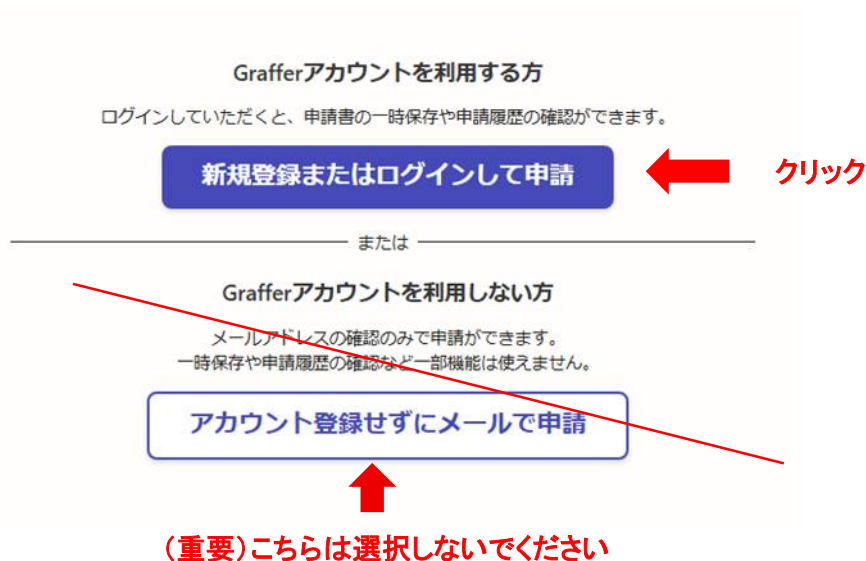 Grafferアカウントを利用する方
ログインしていただくと、申請書の一時保存や申請履歴の確認ができます。
新規登録またはログインして申請
クリック
または
Grafferアカウントを利用しない方
メールアドレスの確認のみで申請ができます。
一時保存や申請履歴の確認など一部機能は使えません。
アカウント登録せずにメールで申請
（重要）こちらは選択しないでください